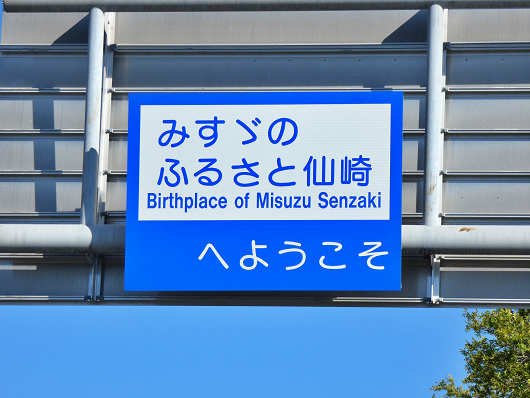 みすゞの
ふるさと仙崎
Birthplace of Misuzu Senzaki
へようこそ